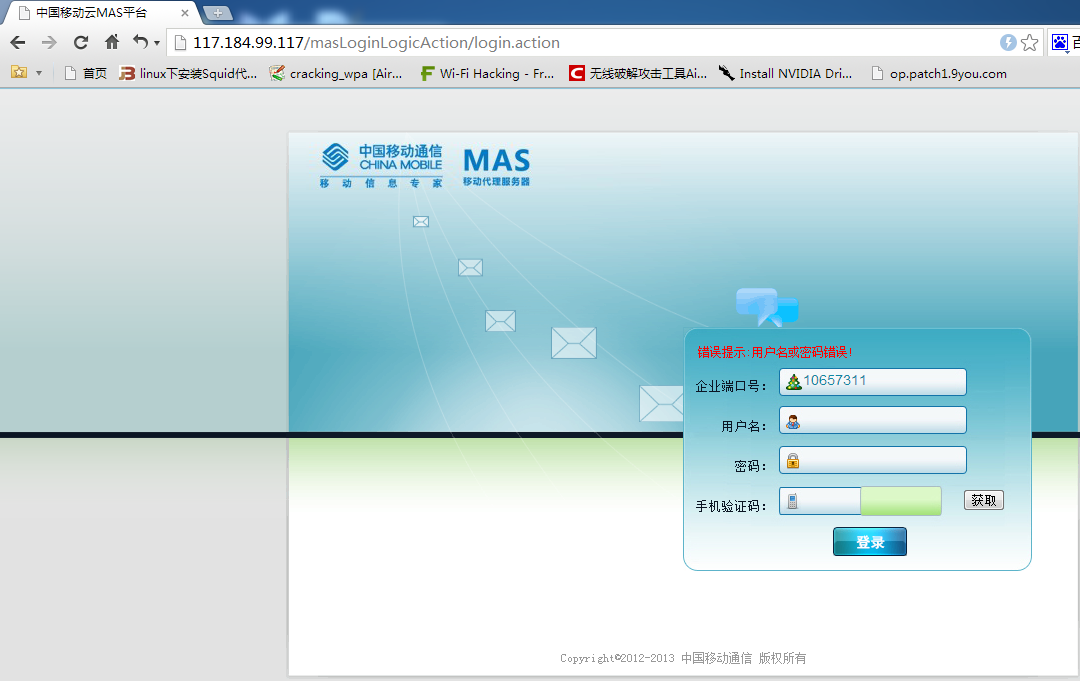 中国移动云MAS平台
117.184.99.117/masLoginLogicAction/login.action
百
首页
linux下安装Squid代...
cracking_wpa [Air...
Wi-Fi Hacking - Fr...
无线破解攻击工具Ai...
Install NVIDIA Dri...
op.patch1.9you.com
中国移动通信
CHINA MOBILE
移动信息专家
MAS
移动代理服务器
错误提示:用户名或密码错误!
企业端口号： 10657311
用户名：
密码：
手机验证码： 获取
登录
Copyright©2012-2013 中国移动通信 版权所有